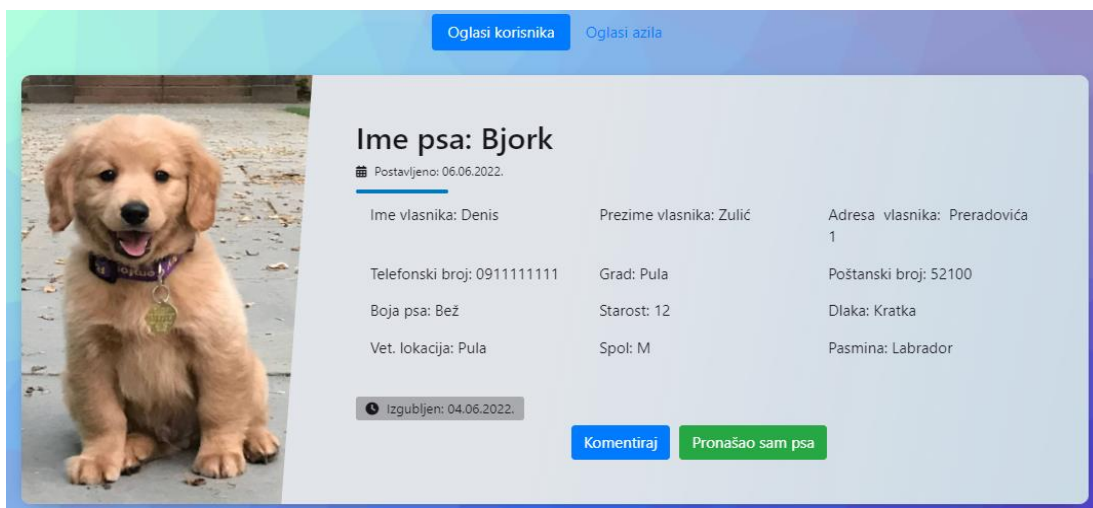 Oglasi korisnika Oglasi azila
Ime psa: Bjork
Postavljeno: 06.06.2022.
Ime vlasnika: Denis Prezime vlasnika: Zulić Adresa vlasnika: Preradovića
1
Telefonski broj: 0911111111 Grad: Pula Poštanski broj: 52100
Boja psa: Bež Starost: 12 Dlaka: Kratka
Vet. lokacija: Pula Spol: M Pasmina: Labrador
Izgubljen: 04.06.2022.
Komentiraj Pronašao sam psa